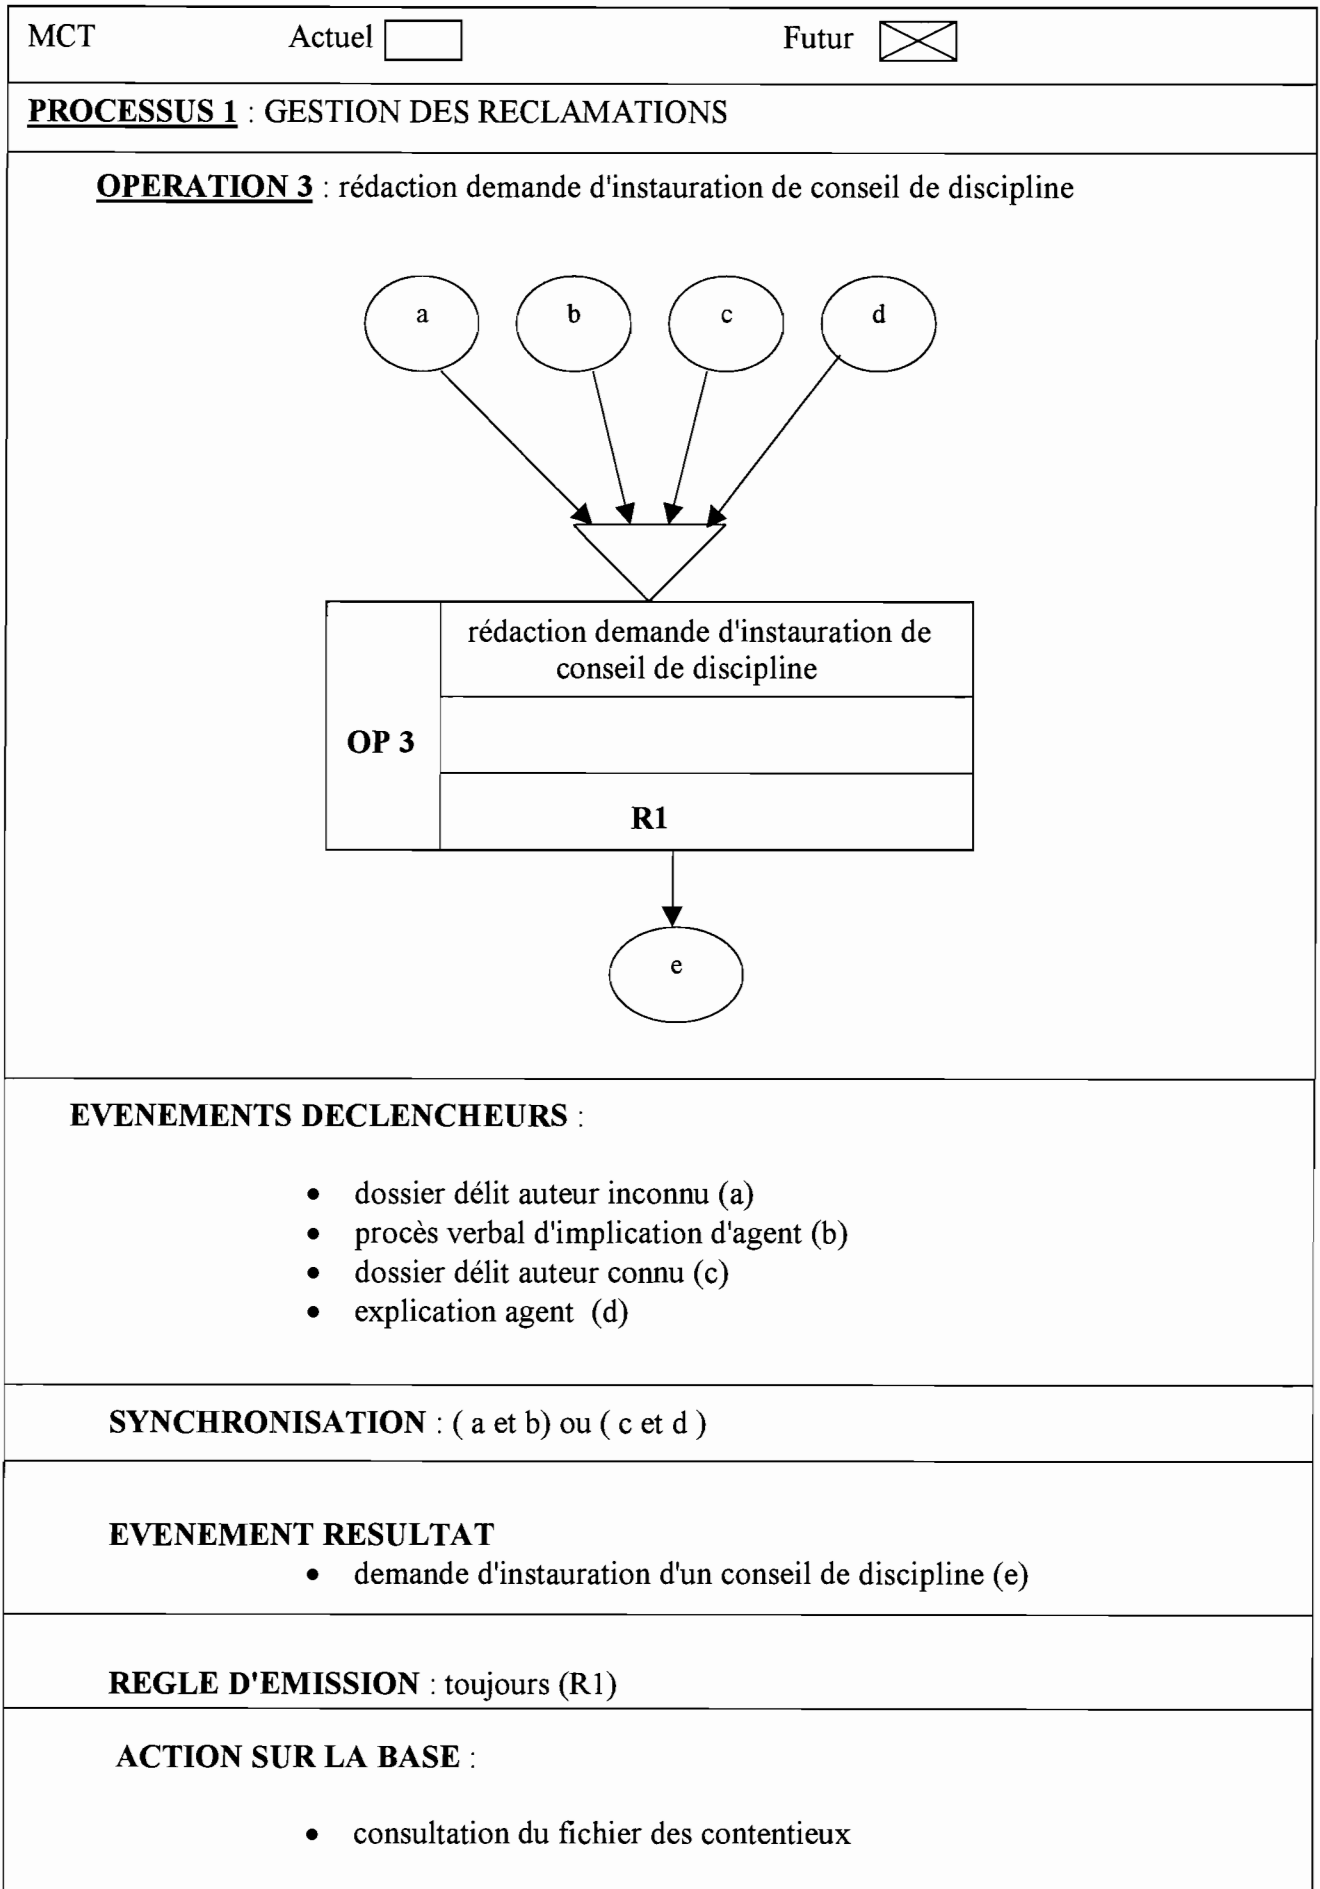 MCT Actuel Futur
PROCESSUS 1 : GESTION DES RECLAMATIONS
OPERATION 3 : rédaction demande d'instauration de conseil de discipline
a b c d
rédaction demande d'instauration de
conseil de discipline
OP 3
R1
e
EVENEMENTS DECLENCHEURS :
• dossier délit auteur inconnu (a)
• procès verbal d'implication d'agent (b)
• dossier délit auteur connu (c)
• explication agent (d)
SYNCHRONISATION : ( a et b) ou ( c et d )
EVENEMENT RESULTAT
• demande d'instauration d'un conseil de discipline (e)
REGLE D'EMISSION : toujours (R1)
ACTION SUR LA BASE :
• consultation du fichier des contentieux